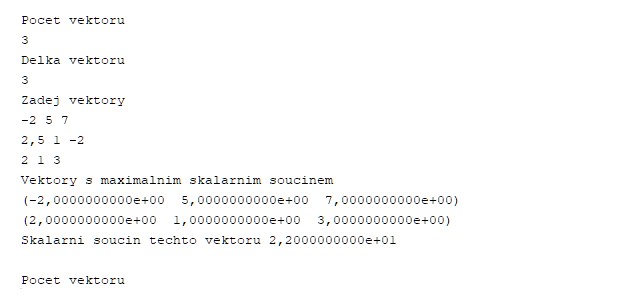 Pocet vektoru
3
Delka vektoru
3
Zadej vektory
-2 5 7
2,5 1 -2
2 1 3
Vektory s maximalnim skalarnim soucinem
(-2,0000000000e+00  5,0000000000e+00  7,0000000000e+00)
(2,0000000000e+00  1,0000000000e+00  3,0000000000e+00)
Skalarni soucin techto vektoru 2,2000000000e+01
Pocet vektoru